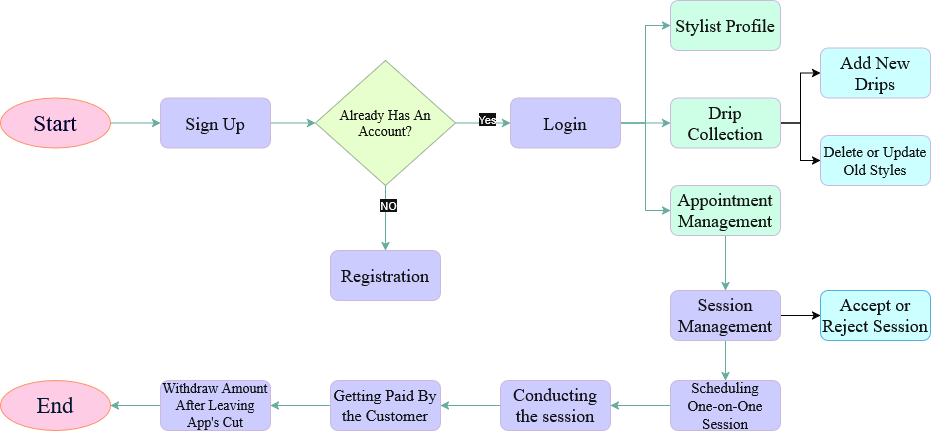 Stylist Profile
Add New
Drips
Start
Sign Up
Already Has An
Account?
Yes
Login
Drip
Collection
Delete or Update
Old Styles
NO
Appointment
Management
Registration
Session
Management
Accept or
Reject Session
End
Withdraw Amount
After Leaving
App's Cut
Getting Paid By
the Customer
Conducting
the session
Scheduling
One-on-One
Session